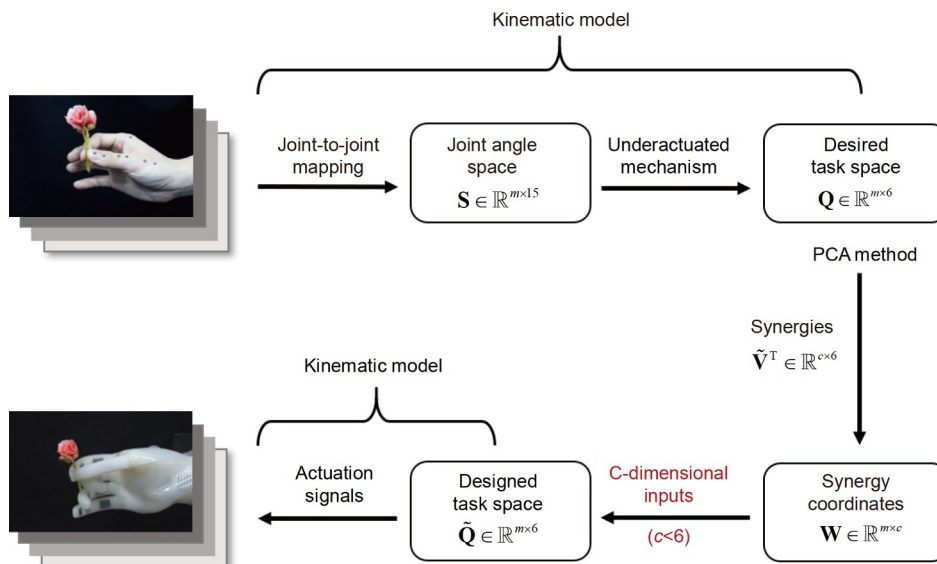 Kinematic model
Joint-to-joint
mapping
Joint angle
space
S ∈ ℝ^{m×15}
Underactuated
mechanism
Desired
task space
Q ∈ ℝ^{m×6}
PCA method
Synergies
Ṽ^T ∈ ℝ^{c×6}
Kinematic model
Actuation
signals
Designed
task space
Q̃ ∈ ℝ^{m×6}
C-dimensional
inputs
(c<6)
Synergy
coordinates
W ∈ ℝ^{m×c}